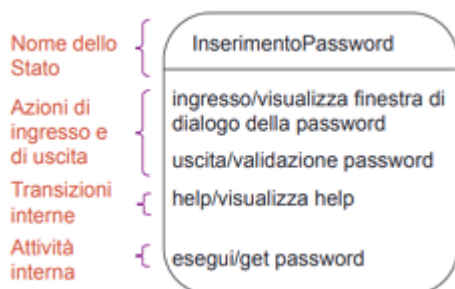 Nome dello
Stato
InserimentoPassword
Azioni di
ingresso e
di uscita
ingresso/visualizza finestra di
dialogo della password
uscita/validazione password
Transizioni
interne
help/visualizza help
Attività
interna
esegui/get password